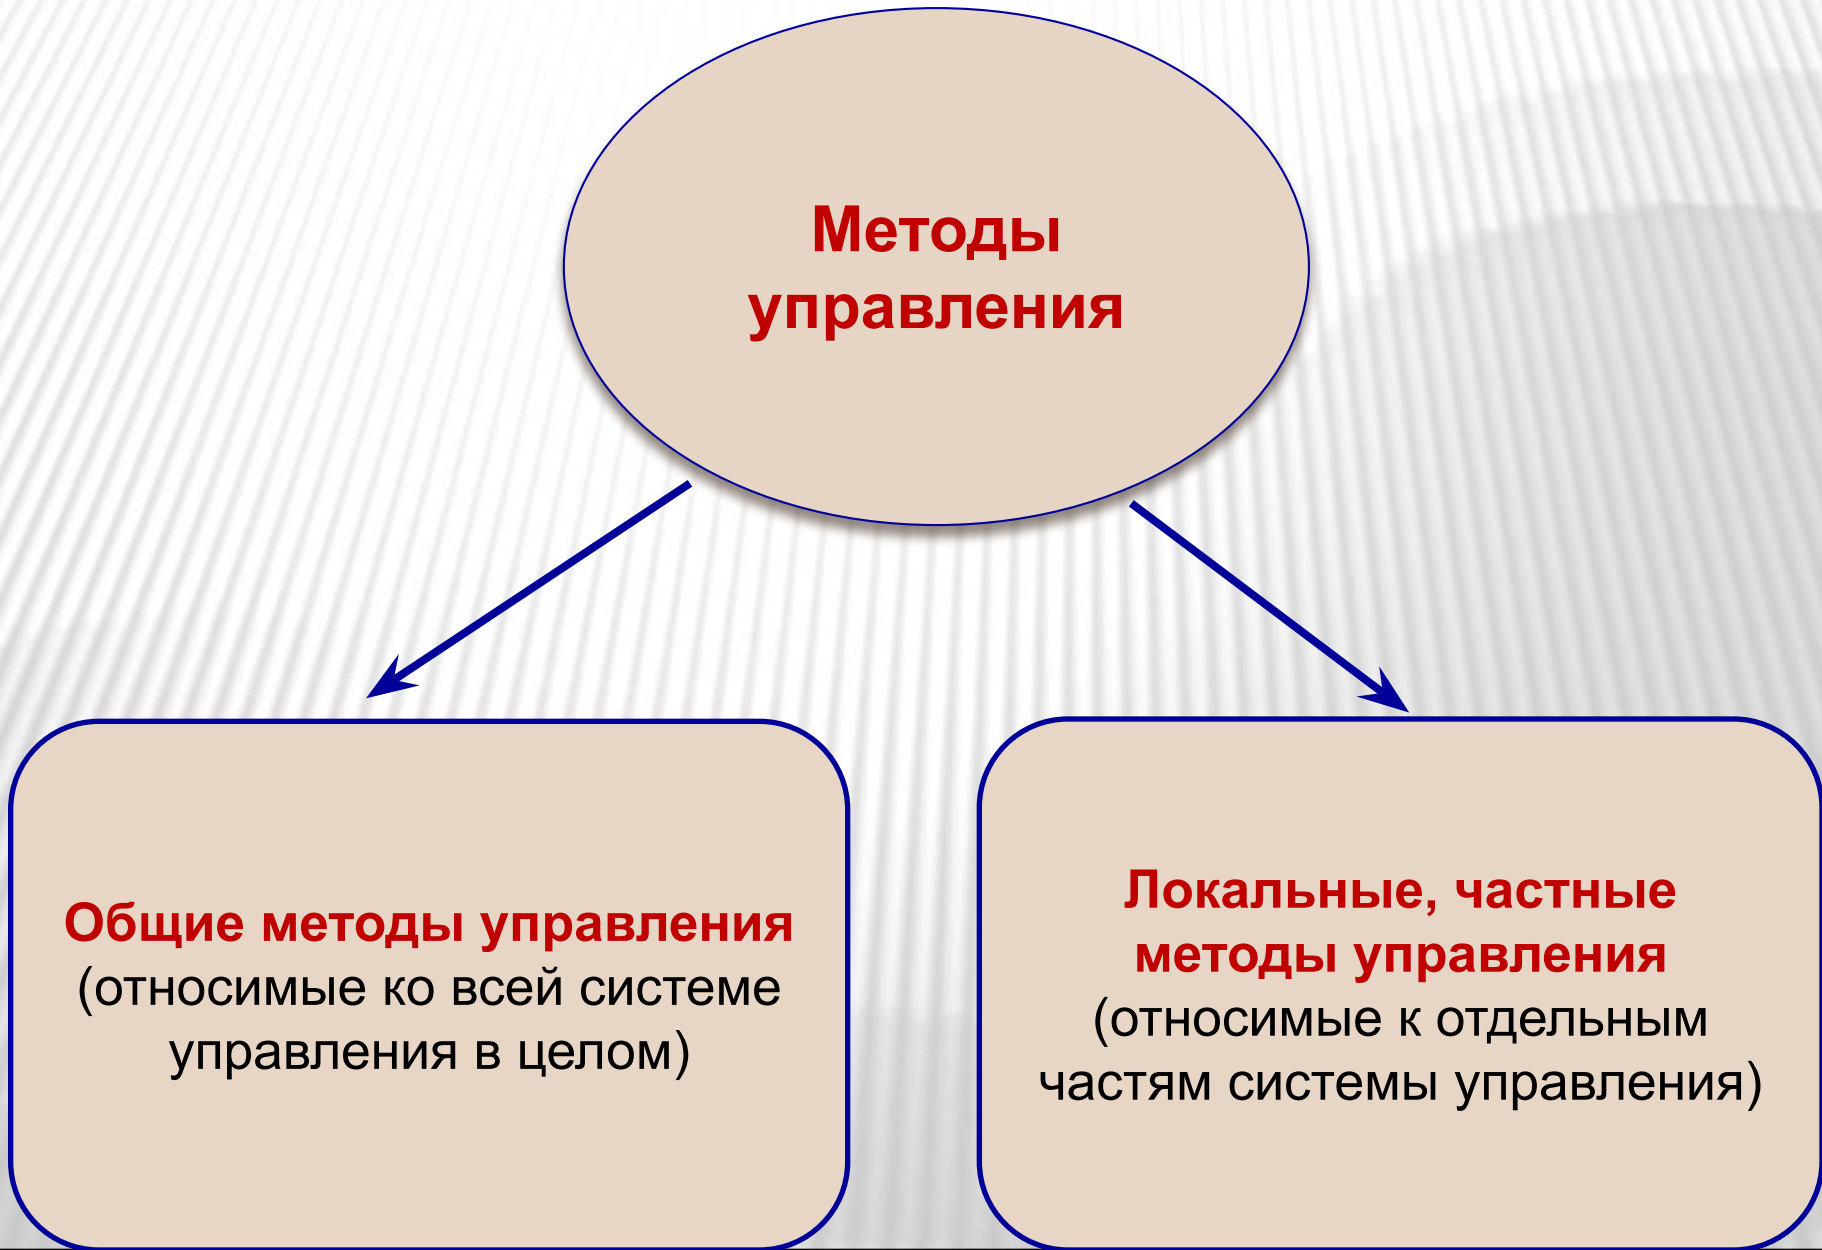 Методы
управления
Общие методы управления
(относимые ко всей системе
управления в целом)
Локальные, частные
методы управления
(относимые к отдельным
частям системы управления)